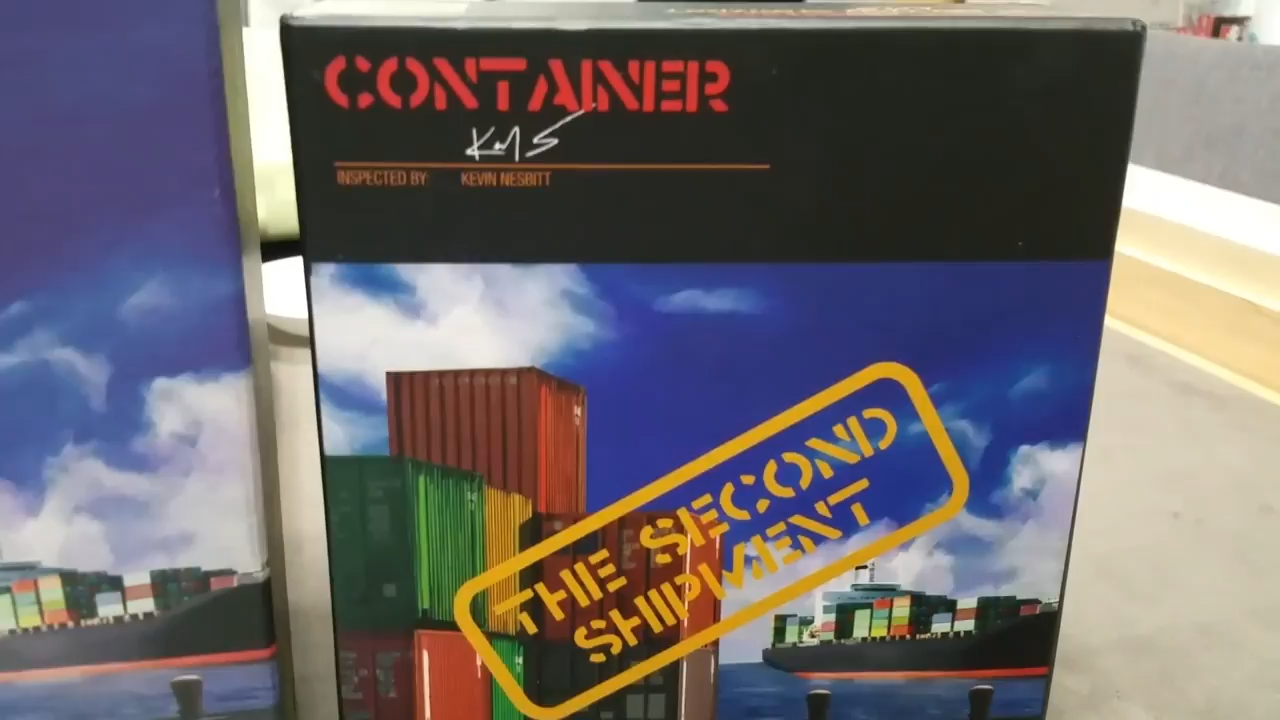 CONTAINER
INSPECTED BY: KEVIN NESBITT
THE SECOND
SHIPMENT